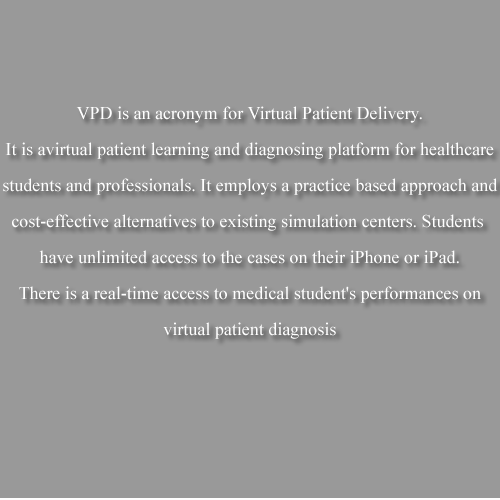 VPD is an acronym for Virtual Patient Delivery.
It is avirtual patient learning and diagnosing platform for healthcare
students and professionals. It employs a practice based approach and
cost-effective alternatives to existing simulation centers. Students
have unlimited access to the cases on their iPhone or iPad.
There is a real-time access to medical student's performances on
virtual patient diagnosis